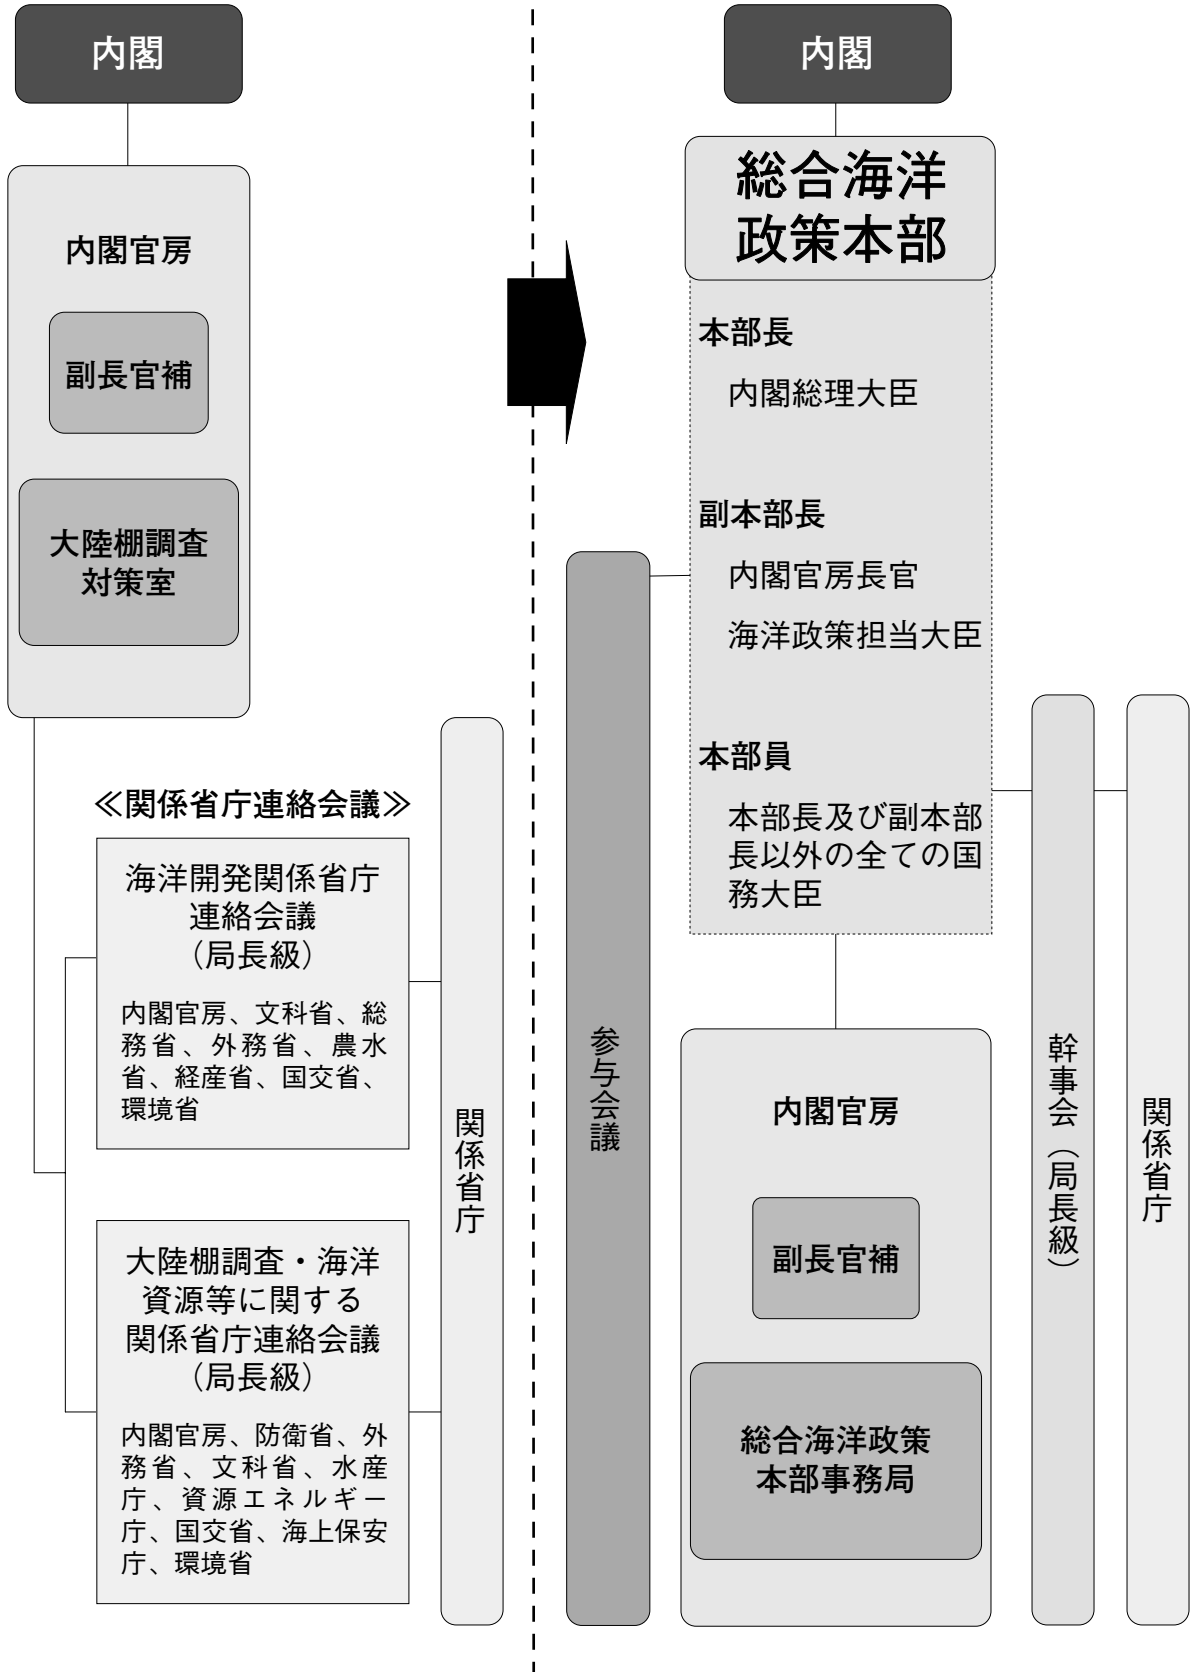 内閣
内閣官房
副長官補
大陸棚調査
対策室
≪関係省庁連絡会議≫
海洋開発関係省庁
連絡会議
（局長級）
内閣官房、文科省、総
務省、外務省、農水
省、経産省、国交省、
環境省
大陸棚調査・海洋
資源等に関する
関係省庁連絡会議
（局長級）
内閣官房、防衛省、外
務省、文科省、水産
庁、資源エネルギー
庁、国交省、海上保安
庁、環境省
関係省庁
内閣
総合海洋
政策本部
本部長
内閣総理大臣
副本部長
内閣官房長官
海洋政策担当大臣
本部員
本部長及び副本部
長以外の全ての国
務大臣
参与会議
内閣官房
副長官補
総合海洋政策
本部事務局
幹事会（局長級）
関係省庁